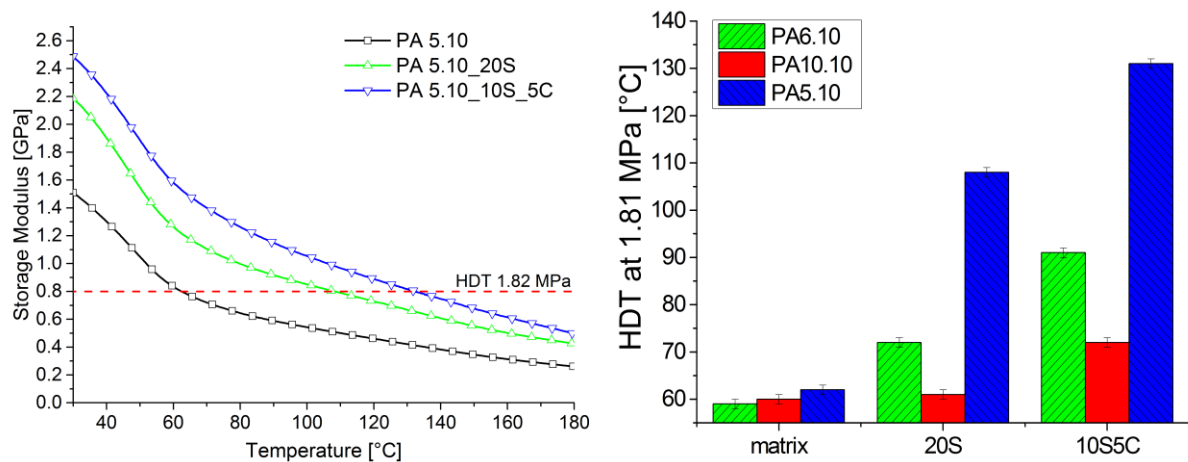 2.6
2.4
2.2
2.0
1.8
1.6
1.4
1.2
1.0
0.8
0.6
0.4
0.2
0.0
Storage Modulus [GPa]
PA 5.10
PA 5.10_20S
PA 5.10_10S_5C
HDT 1.82 MPa
40 60 80 100 120 140 160 180
Temperature [°C]
140
130
120
110
100
90
80
70
60
HDT at 1.81 MPa [°C]
PA6.10
PA10.10
PA5.10
matrix 20S 10S5C